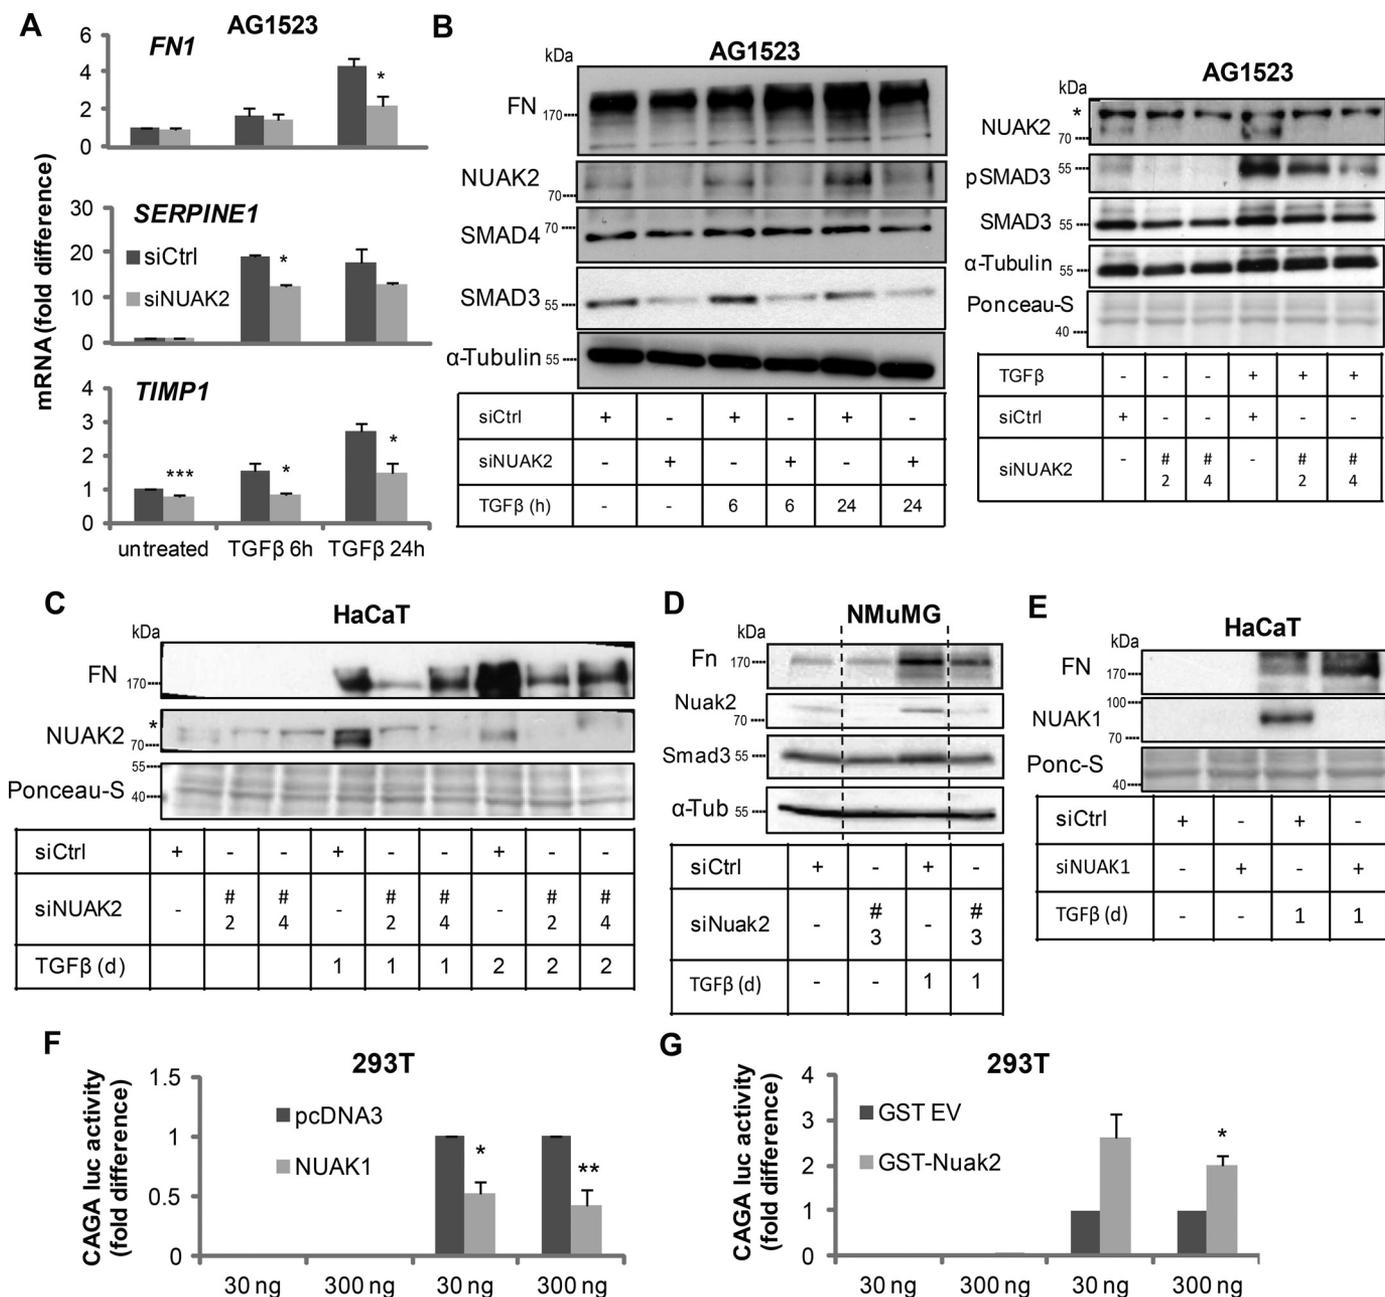 A
AG1523
mRNA (fold difference)
FN1
6
4
2
0
*
SERPINE1
30
20
10
0
siCtrl
siNUAK2
*
TIMP1
4
3
2
1
0
***
*
*
untreated TGFβ 6h TGFβ 24h
B
AG1523
kDa
FN 170
NUAK2
70
SMAD4 70
SMAD3 55
α-Tubulin 55
siCtrl + - + - + -
siNUAK2 - + - + - +
TGFβ (h) - - 6 6 24 24
AG1523
kDa
*
NUAK2 70
pSMAD3 55
SMAD3 55
α-Tubulin 55
Ponceau-S
40
TGFβ - - - + + +
siCtrl + - - + - -
siNUAK2 - #2 #4 - #2 #4
C
HaCaT
kDa
FN 170
*
NUAK2 70
55
Ponceau-S 40
siCtrl + - - + - - + - -
siNUAK2 - #2 #4 - #2 #4 - #2 #4
TGFβ (d) 1 1 1 2 2 2
D
NMuMG
kDa
Fn 170
Nuak2
70
Smad3 55
α-Tub 55
siCtrl + - + -
siNuak2 - #3 - #3
TGFβ (d) - - 1 1
E
HaCaT
kDa
FN 170
100
NUAK1
70
Ponc-S
40
siCtrl + - + -
siNUAK1 - + - +
TGFβ (d) - - 1 1
F
293T
CAGA luc activity
(fold difference)
1.5
1
0.5
0
pcDNA3
NUAK1
*
**
30 ng 300 ng 30 ng 300 ng
G
293T
CAGA luc activity
(fold difference)
4
3
2
1
0
GST EV
GST-Nuak2
*
30 ng 300 ng 30 ng 300 ng